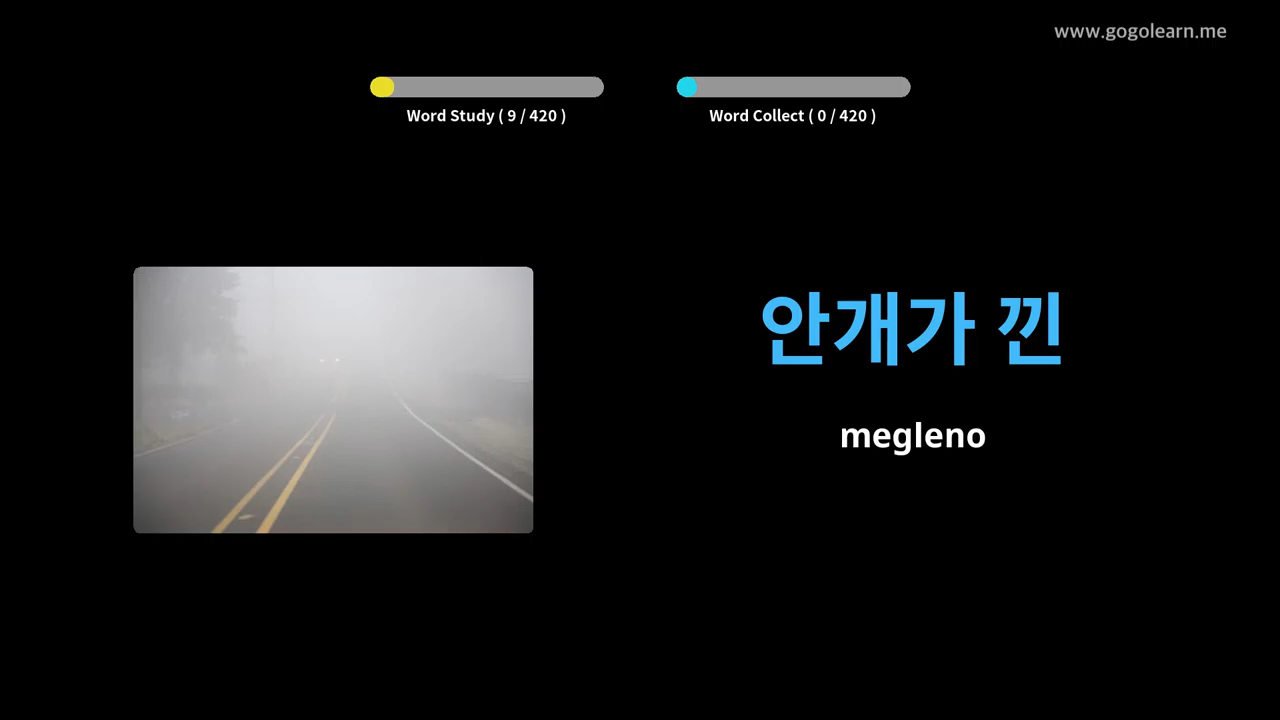 www.gogolearn.me
Word Study ( 9 / 420 )
Word Collect ( 0 / 420 )
안개가 낀
megleno